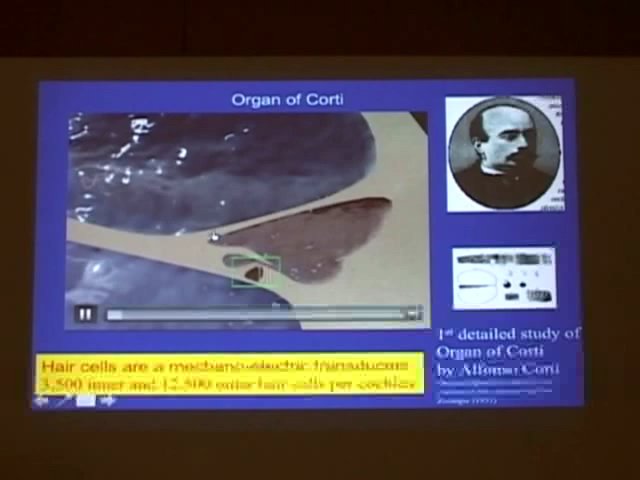 Organ of Corti
1st detailed study of
Organ of Corti
by Alfonso Corti
Hair cells are a mechano-electric transducers
3,500 inner and 12,500 outer hair cells per cochlea